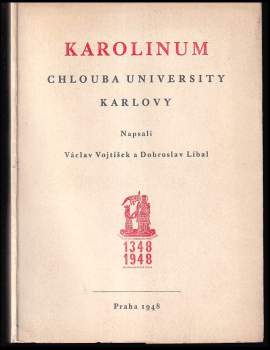 KAROLINUM
CHLOUBA UNIVERSITY
KARLOVY
Napsali
Václav Vojtíšek a Dobroslav Líbal
1348
1948
Praha 1948